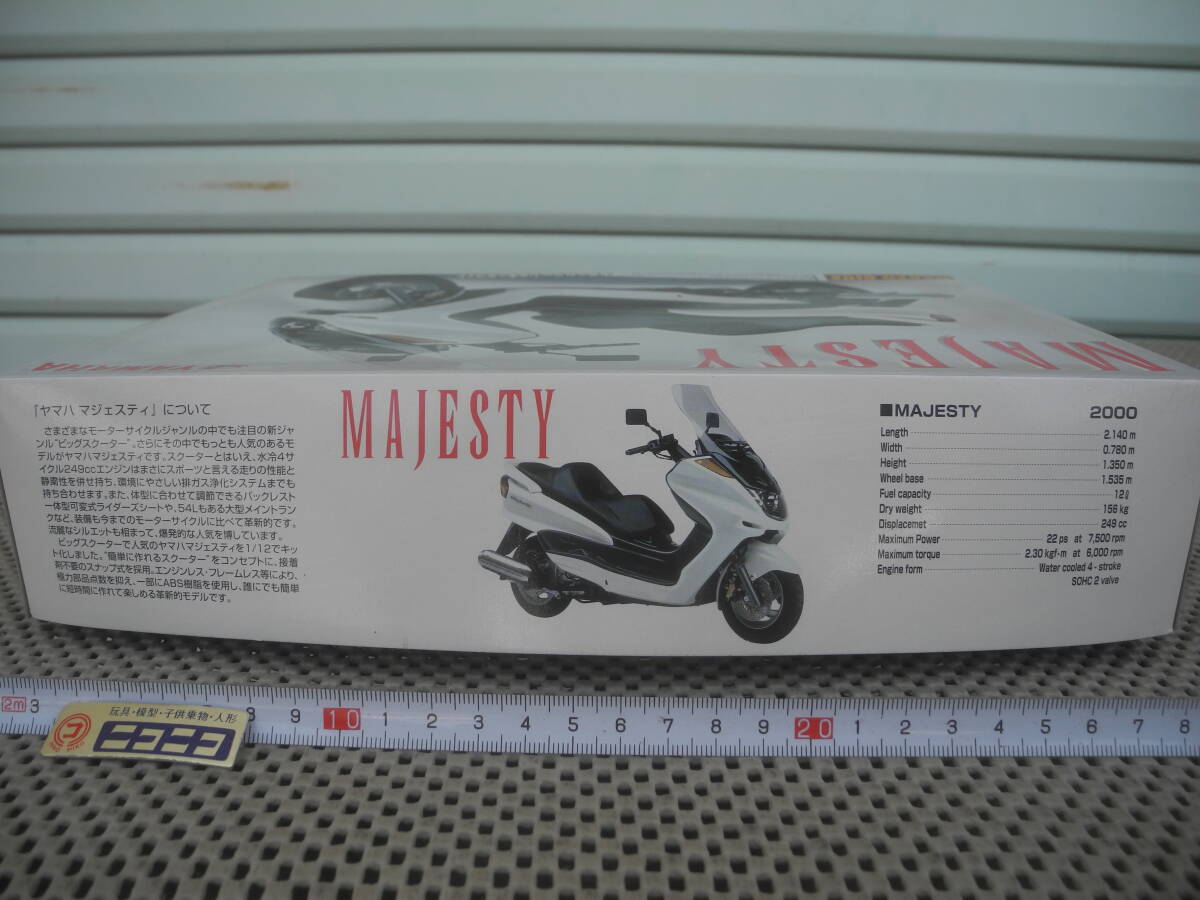 MAJESTY
YAMAHA
「ヤマハ マジェスティ」について
さまざまなモーターサイクルジャンルの中でも注目の新ジャ
ンル"ビッグスクーター"。さらにその中でもっとも人気のあるモ
デルがヤマハマジェスティです。スクーターとはいえ、水冷4サ
イクル249ccエンジンはまさにスポーツと言える走りの性能と
静粛性を併せ持ち、環境にやさしい排ガス浄化システムまでも
持ち合わせます。また、体型に合わせて調節できるバックレスト
一体型可変式ライダーズシートや、54Lもある大型メイントラン
クなど、装備も今までのモーターサイクルに比べて革新的です。
流麗なシルエットも相まって、爆発的な人気を博しています。
ビッグスクーターで人気のヤマハマジェスティを1/12でキッ
ト化しました。"簡単に作れるスクーター"をコンセプトに、接着
剤不要のスナップ式を採用。エンジンレス・フレームレス等により、
極力部品点数を抑え、一部にABS樹脂を使用し、誰にでも簡単
に短時間に作れて楽しめる革新的モデルです。
MAJESTY
■MAJESTY 2000
Length 2.140 m
Width 0.780 m
Height 1.350 m
Wheel base 1.535 m
Fuel capacity 12ℓ
Dry weight 156 kg
Displacemet 249 cc
Maximum Power 22 ps at 7,500 rpm
Maximum torque 2.30 kgf-m at 6,000 rpm
Engine form Water cooled 4 - stroke
SOHC 2 valve
2m 3 8 9 10 1 2 3 4 5 6 7 8 9 20 1 2 3 4 5 6 7 8
玩具・模型・子供乗物・人形